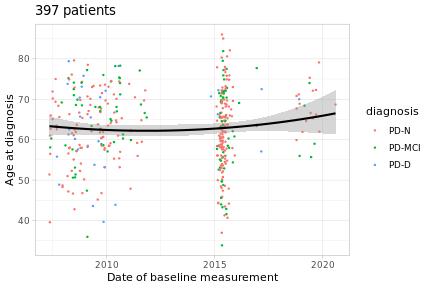 397 patients
Age at diagnosis
80
70
60
50
40
2010
2015
2020
Date of baseline measurement
diagnosis
PD-N
PD-MCI
PD-D